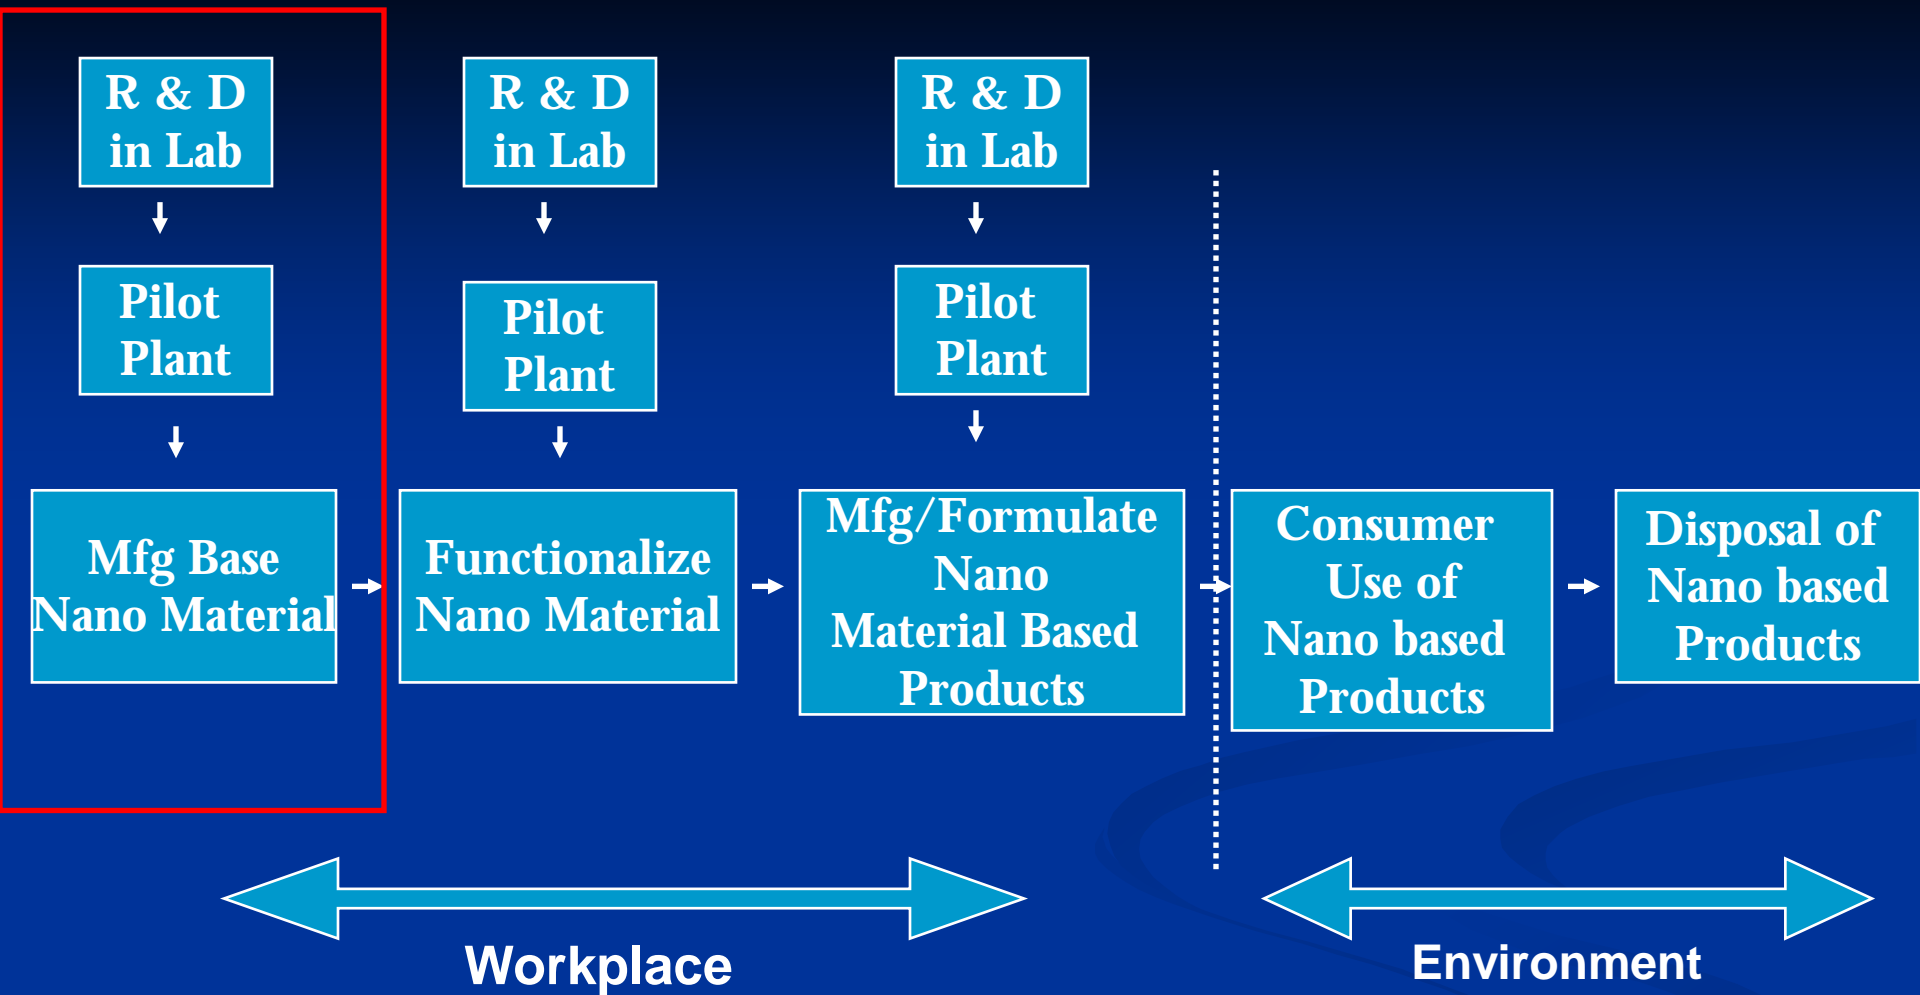 R & D
in Lab
R & D
in Lab
R & D
in Lab
Pilot
Plant
Pilot
Plant
Pilot
Plant
Mfg Base
Nano Material
Functionalize
Nano Material
Mfg/Formulate
Nano
Material Based
Products
Consumer
Use of
Nano based
Products
Disposal of
Nano based
Products
Workplace
Environment